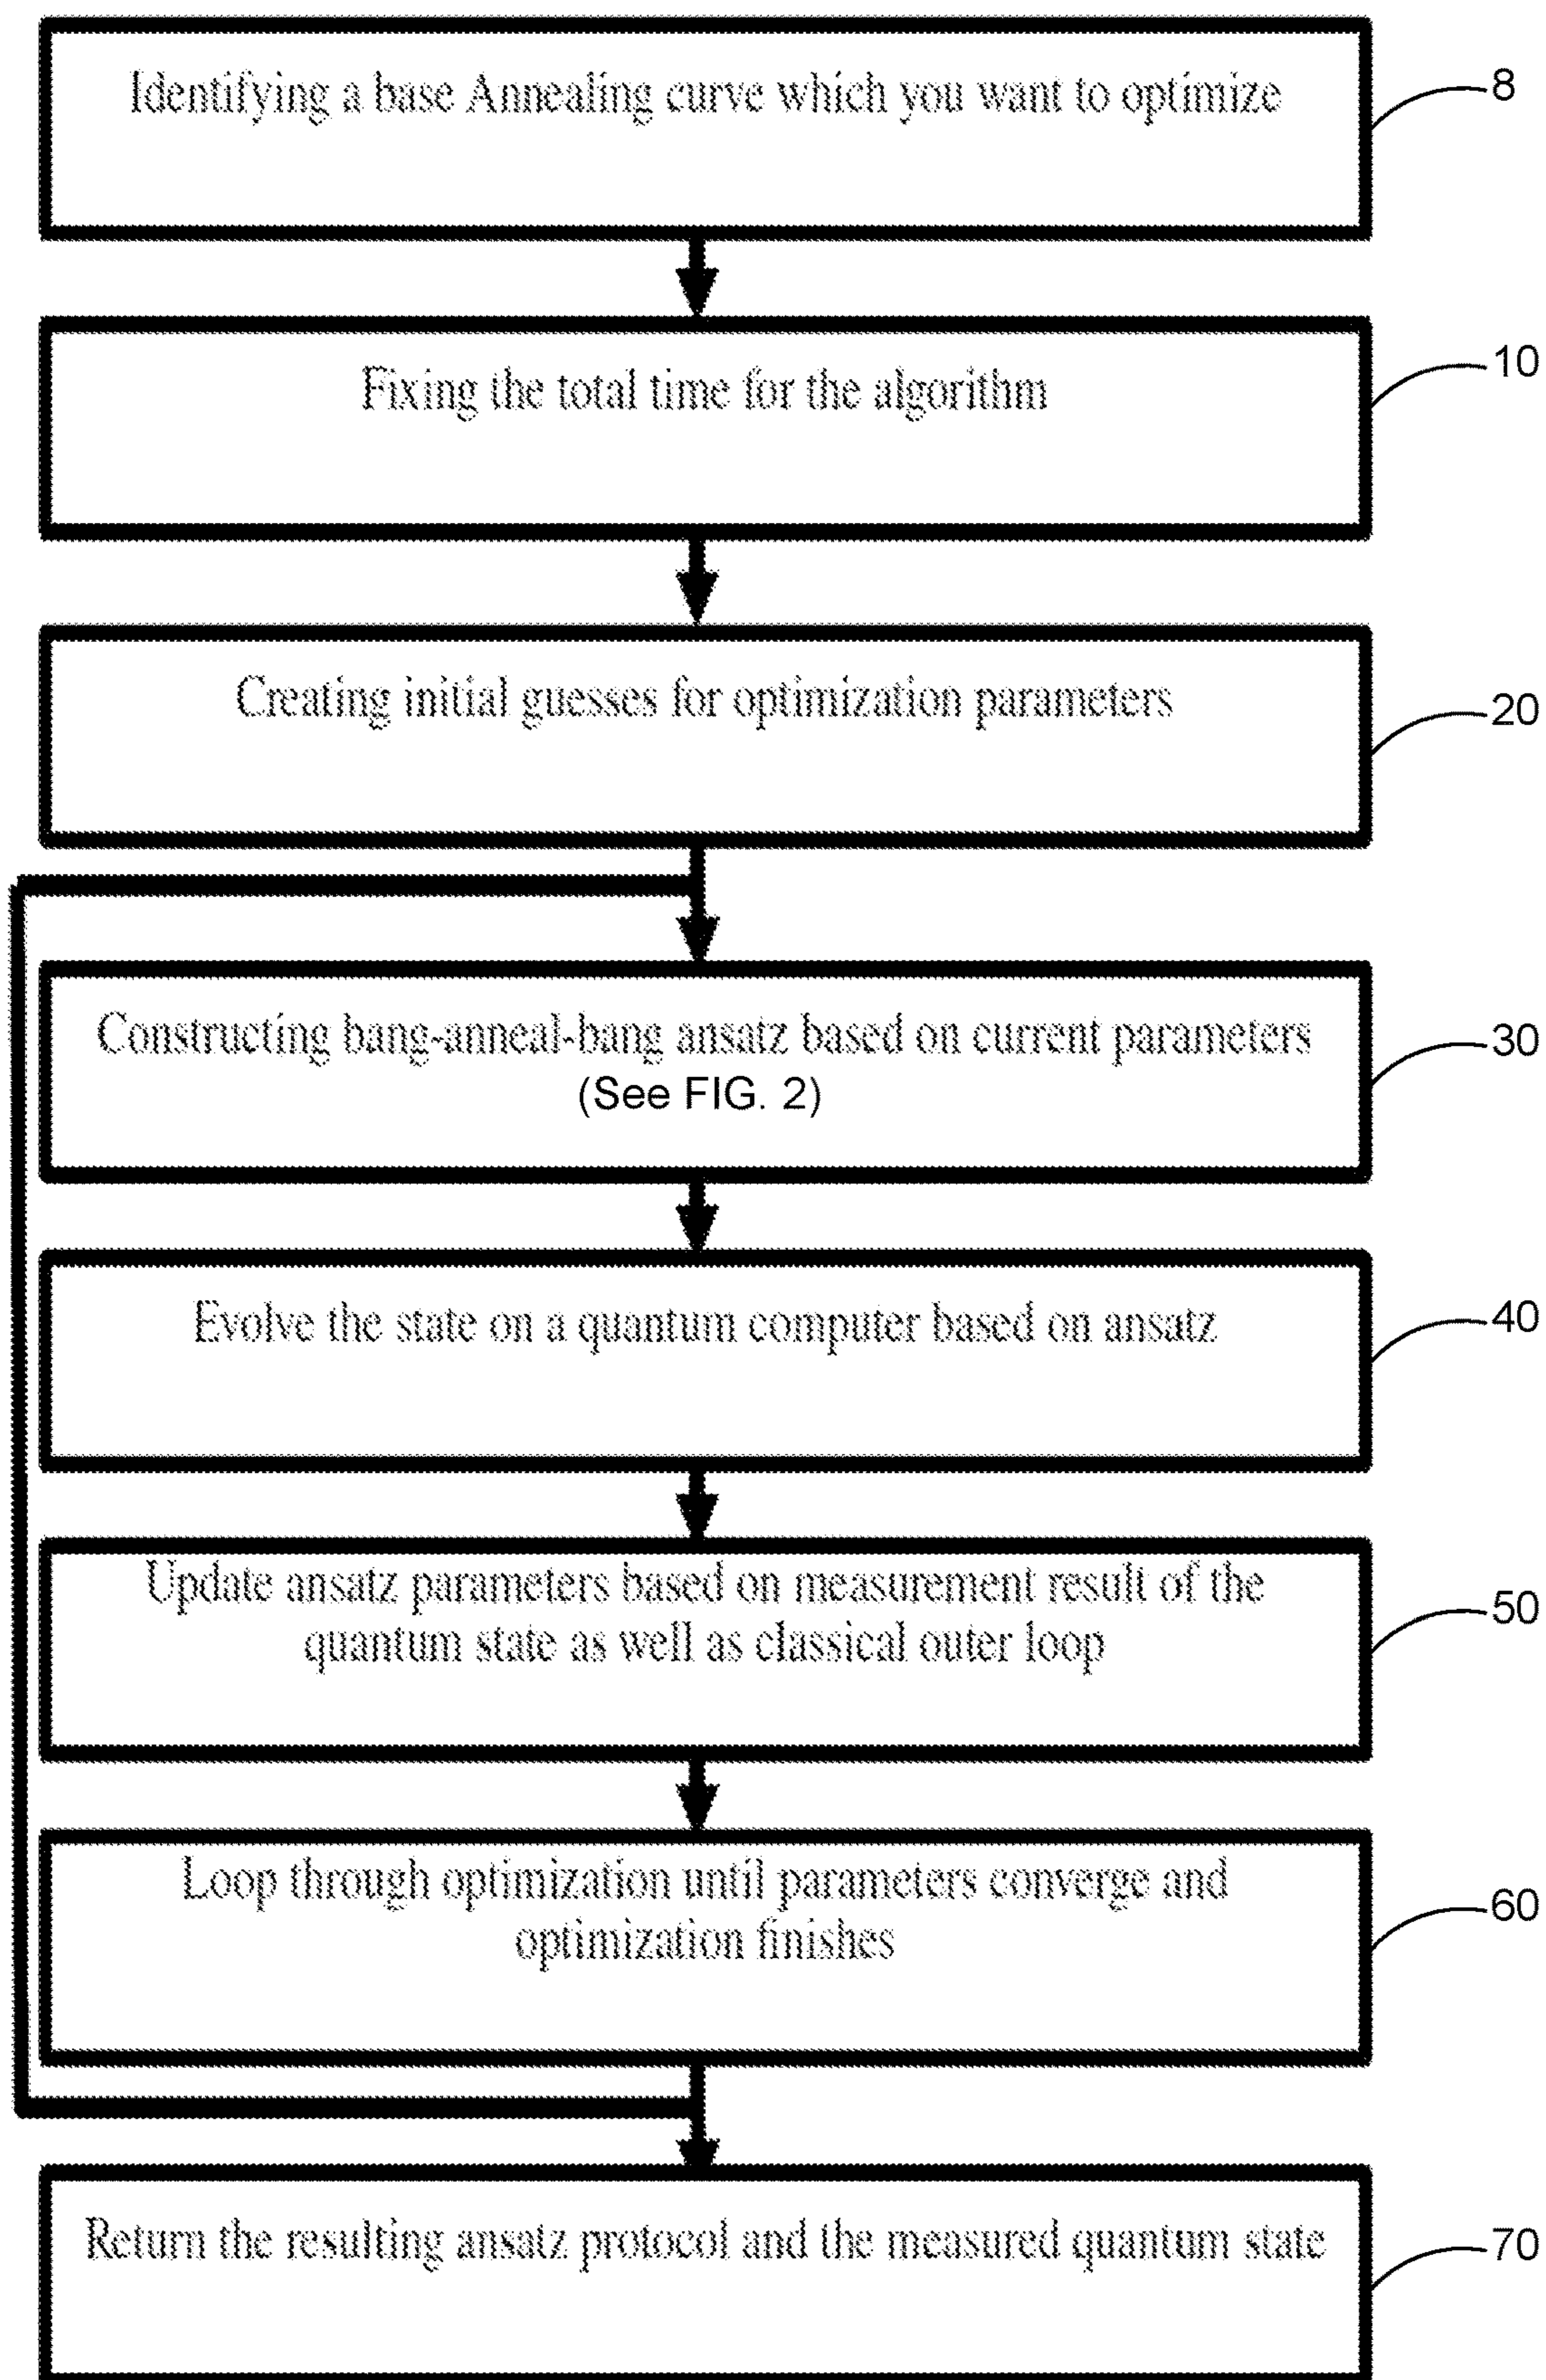 Identifying a base Annealing curve which you want to optimize
8
Fixing the total time for the algorithm
10
Creating initial guesses for optimization parameters
20
Constructing bang-anneal-bang ansatz based on current parameters
(See FIG. 2)
30
Evolve the state on a quantum computer based on ansatz
40
Update ansatz parameters based on measurement result of the
quantum state as well as classical outer loop
50
Loop through optimization until parameters converge and
optimization finishes
60
Return the resulting ansatz protocol and the measured quantum state
70